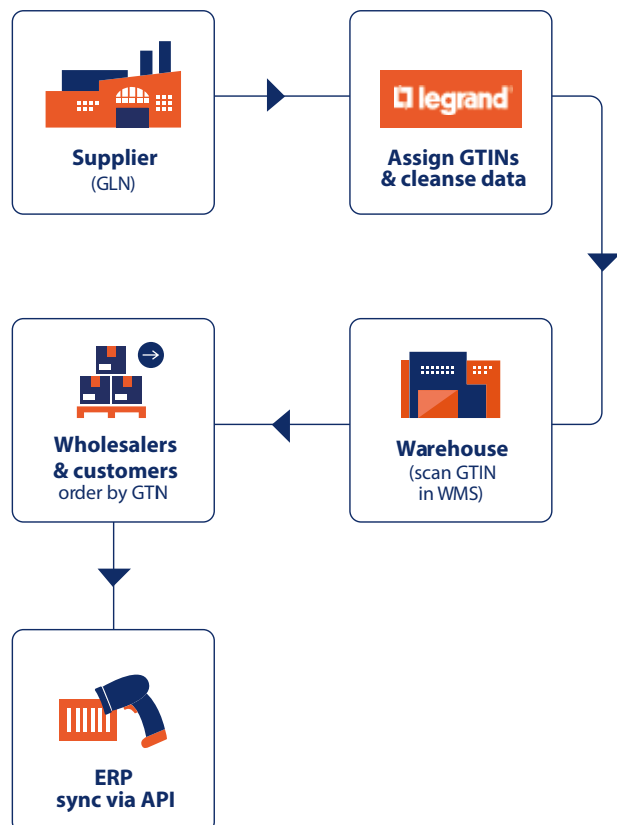 Supplier
(GLN)
legrand®
Assign GTINs
& cleanse data
Warehouse
(scan GTIN
in WMS)
Wholesalers
& customers
order by GTN
ERP
sync via API